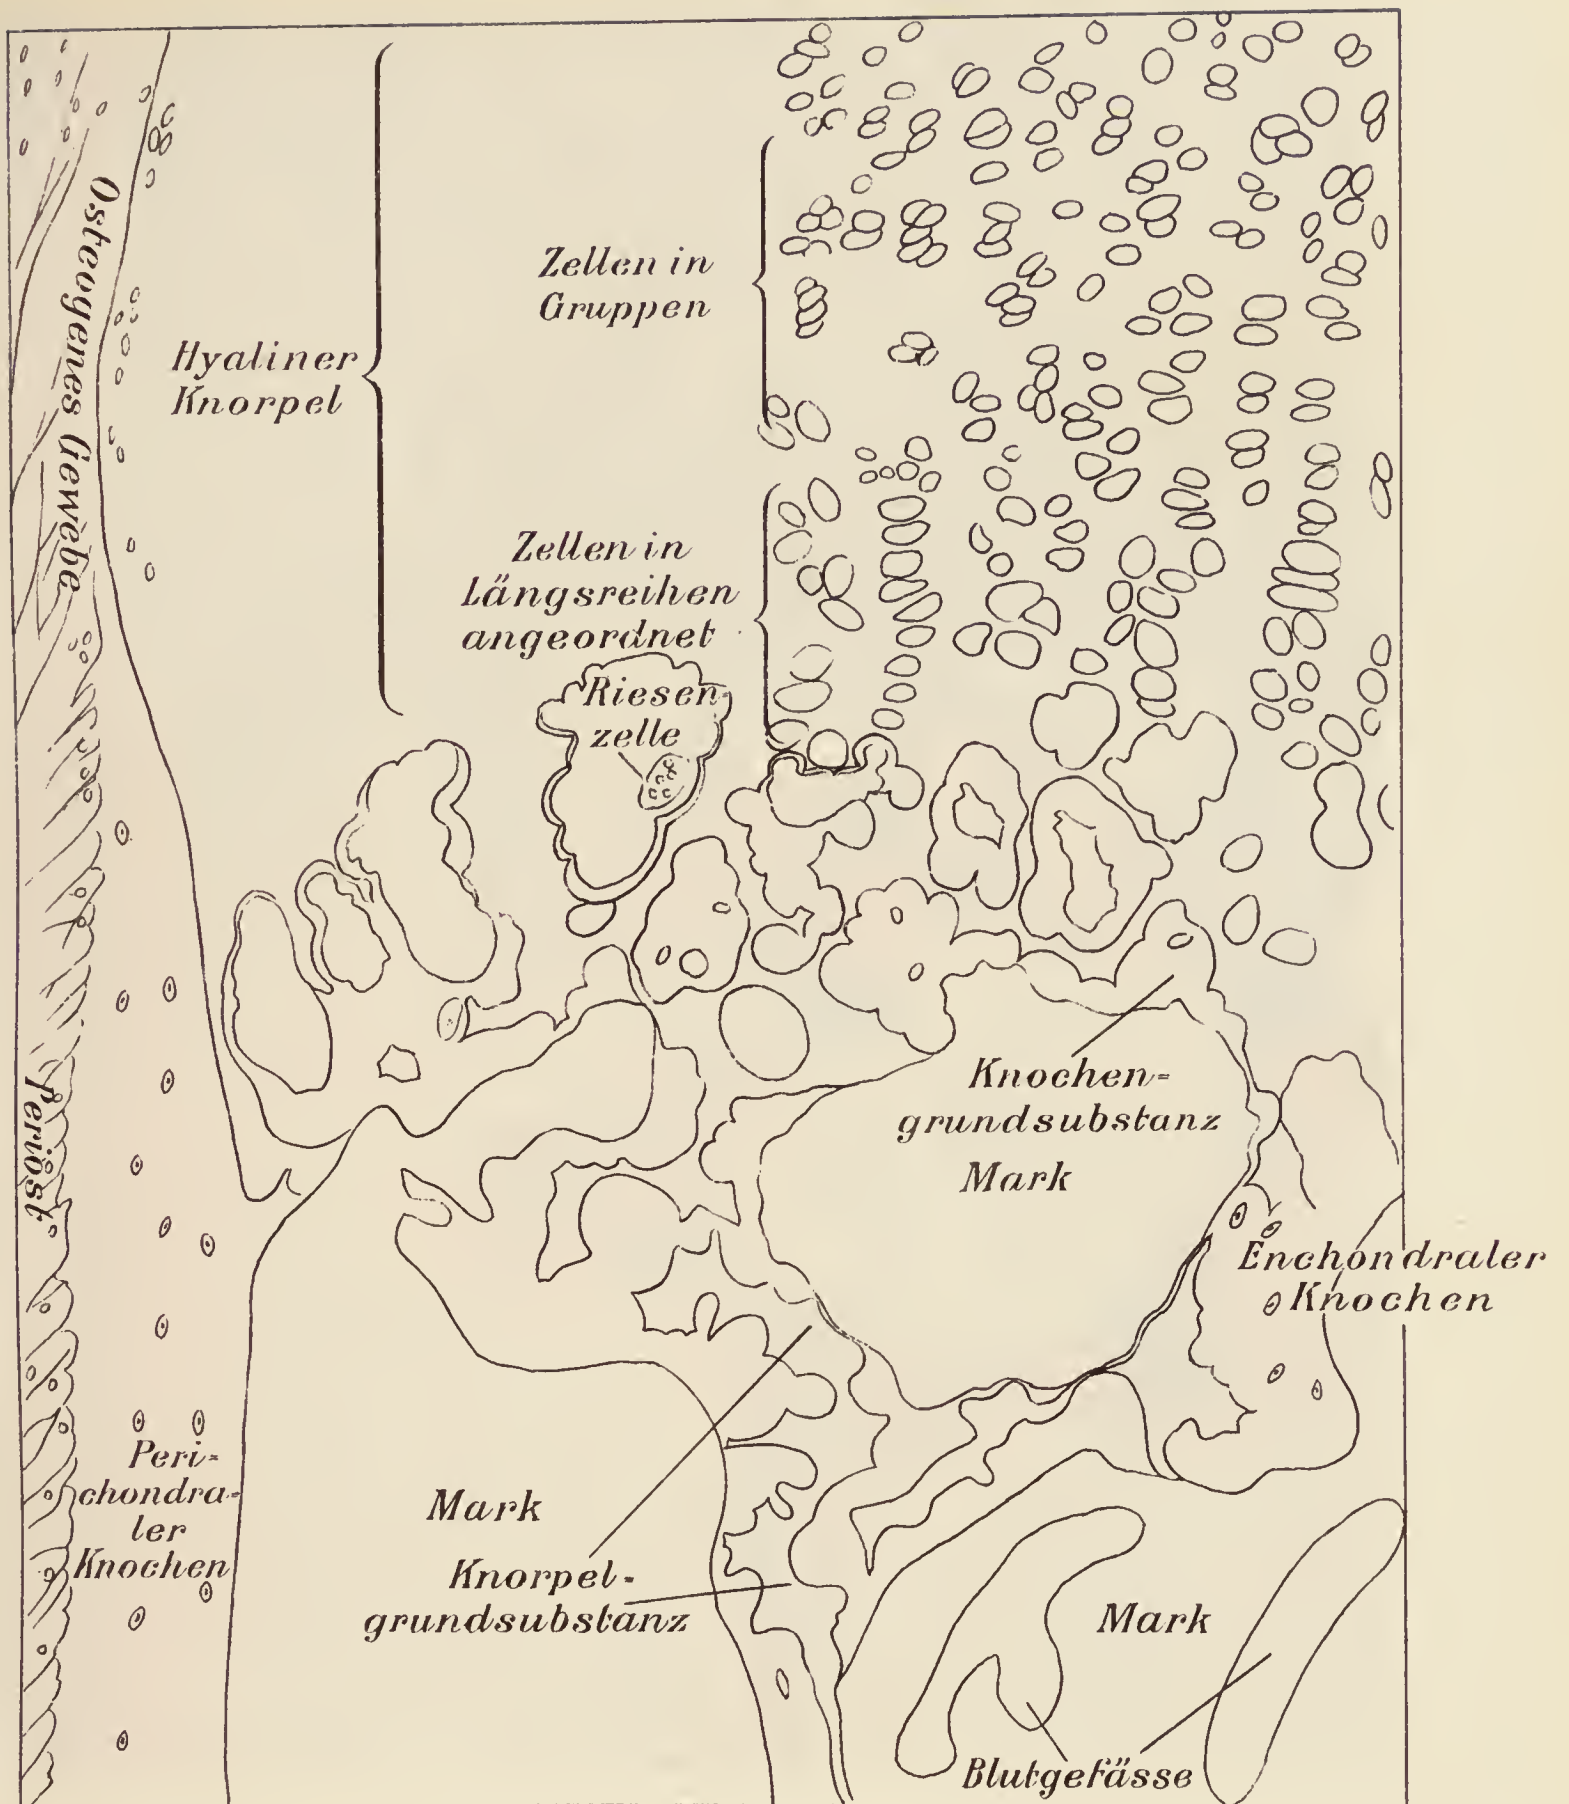 Osteogenes Gewebe
Zellen in
Gruppen
Hyaliner
Knorpel
Zellen in
Längsreihen
angeordnet
Riesen-
zelle
Knochen-
grundsubstanz
Mark
Periost
Enchondraler
Knochen
Peri-
chondra-
ler
Knochen
Mark
Knorpel-
grundsubstanz
Mark
Blutgefässe